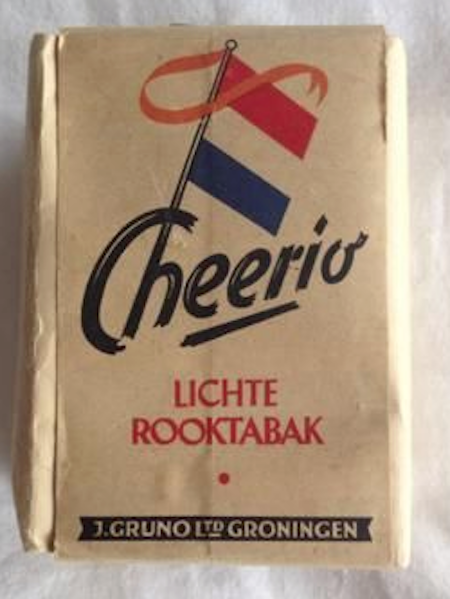 Cheerio
LICHTE
ROOKTABAK
J. GRUNO LTD GRONINGEN